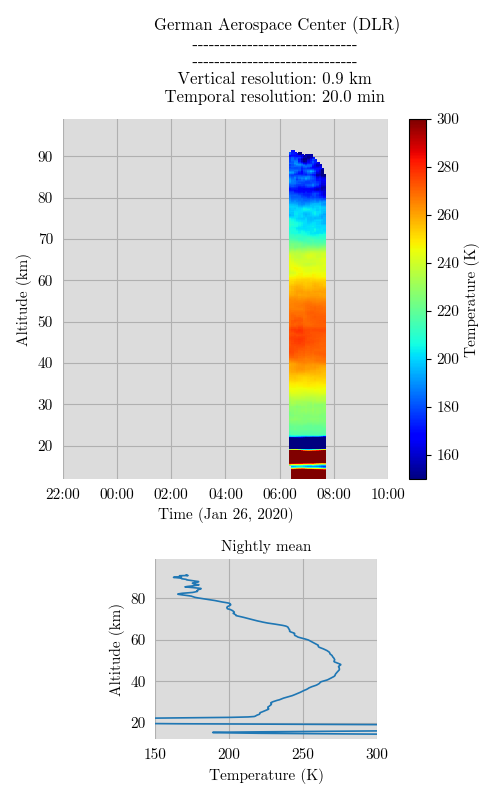 German Aerospace Center (DLR)
------------------------------
------------------------------
Vertical resolution: 0.9 km
Temporal resolution: 20.0 min
90
80
70
60
50
40
30
20
Altitude (km)
22:00 00:00 02:00 04:00 06:00 08:00 10:00
Time (Jan 26, 2020)
300
280
260
240
220
200
180
160
Temperature (K)
Nightly mean
80
60
40
20
Altitude (km)
150 200 250 300
Temperature (K)